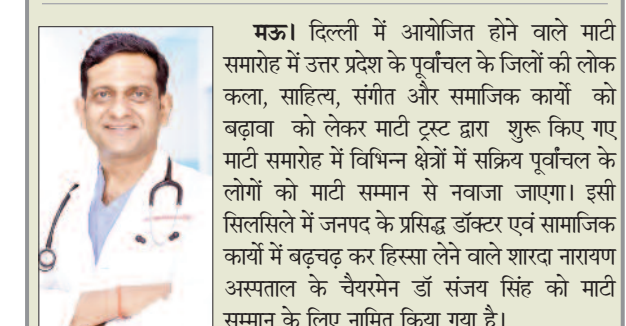 मऊ। दिल्ली में आयोजित होने वाले माटी
समारोह में उत्तर प्रदेश के पूर्वांचल के जिलों की लोक
कला, साहित्य, संगीत और समाजिक कार्यो को
बढ़ावा को लेकर माटी ट्रस्ट द्वारा शुरू किए गए
माटी समारोह में विभिन्न क्षेत्रों में सक्रिय पूर्वांचल के
लोगों को माटी सम्मान से नवाजा जाएगा। इसी
सिलसिले में जनपद के प्रसिद्ध डॉक्टर एवं सामाजिक
कार्यो में बढ़चढ़ कर हिस्सा लेने वाले शारदा नारायण
अस्पताल के चैयरमेन डॉ संजय सिंह को माटी
सम्मान के लिए नामित किया गया है।